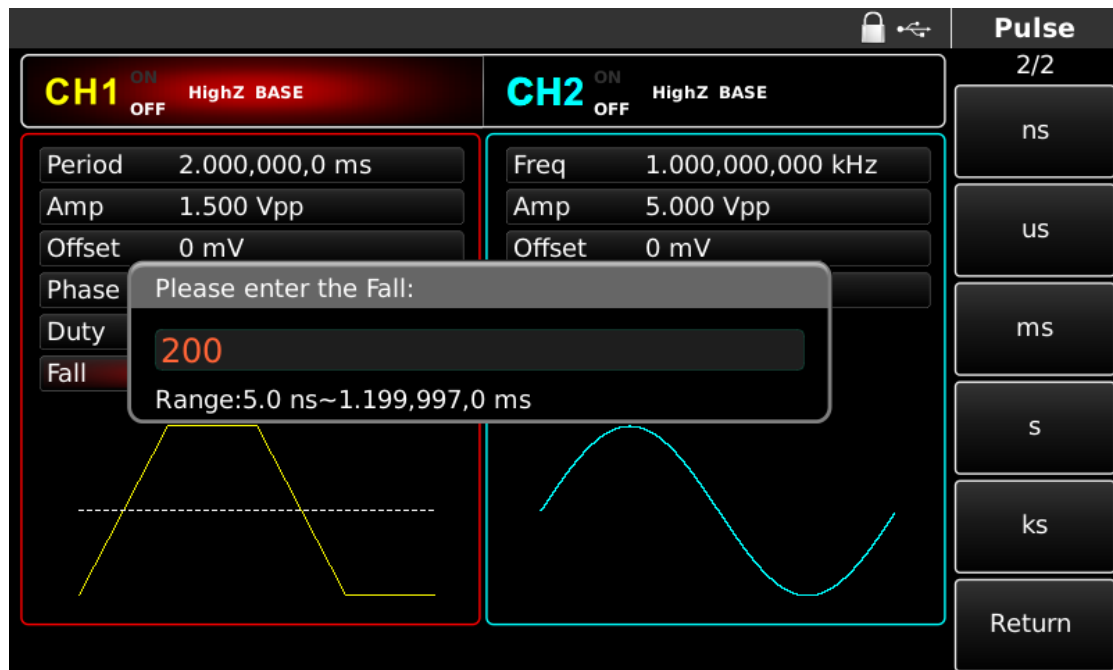 Pulse
2/2
CH1 ON OFF HighZ BASE
CH2 ON OFF HighZ BASE
Period 2.000,000,0 ms
Amp 1.500 Vpp
Offset 0 mV
Phase
Duty
Fall
Freq 1.000,000,000 kHz
Amp 5.000 Vpp
Offset 0 mV
Please enter the Fall:
200
Range:5.0 ns~1.199,997,0 ms
ns
us
ms
s
ks
Return